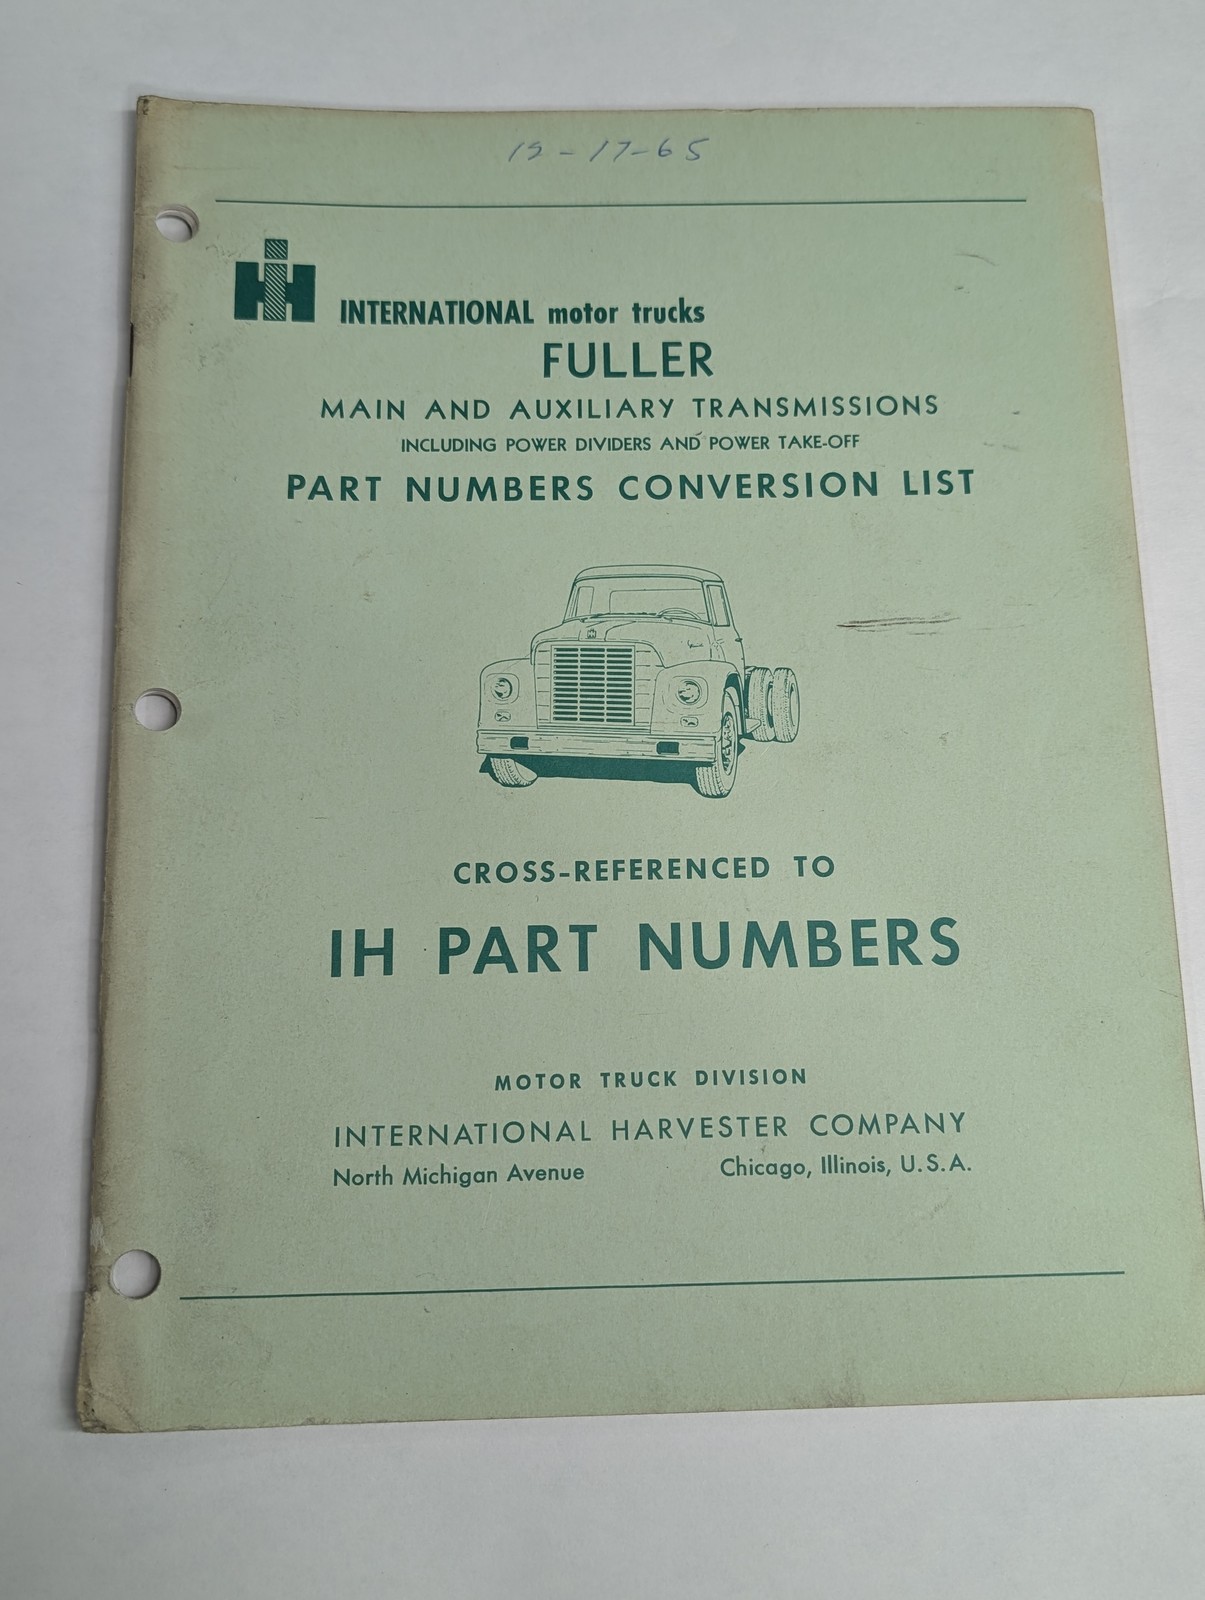 12-17-65
IH
INTERNATIONAL motor trucks
FULLER
MAIN AND AUXILIARY TRANSMISSIONS
INCLUDING POWER DIVIDERS AND POWER TAKE-OFF
PART NUMBERS CONVERSION LIST
CROSS-REFERENCED TO
IH PART NUMBERS
MOTOR TRUCK DIVISION
INTERNATIONAL HARVESTER COMPANY
North Michigan Avenue Chicago, Illinois, U.S.A.